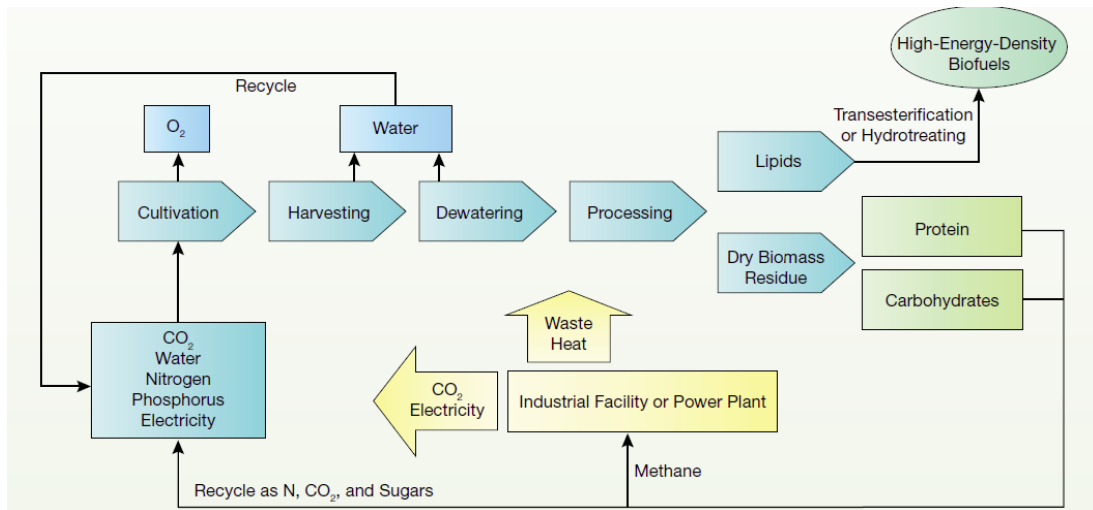 High-Energy-Density
Biofuels
Recycle
O₂
Water
Transesterification
or Hydrotreating
Lipids
Cultivation
Harvesting
Dewatering
Processing
Protein
Dry Biomass
Residue
Carbohydrates
CO₂
Water
Nitrogen
Phosphorus
Electricity
Waste
Heat
CO₂
Electricity
Industrial Facility or Power Plant
Methane
Recycle as N, CO₂, and Sugars